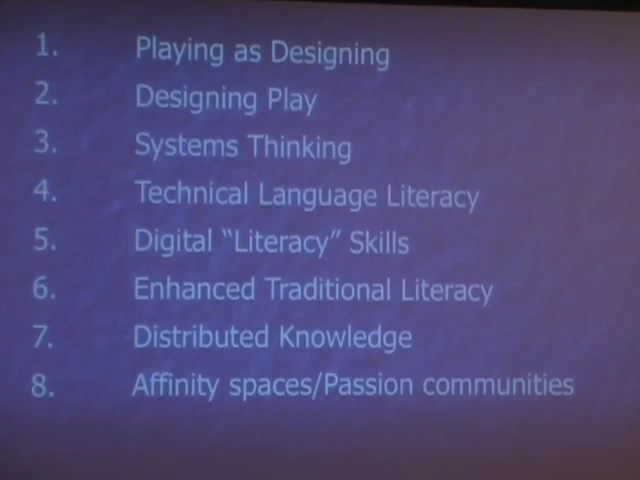 1. Playing as Designing
2. Designing Play
3. Systems Thinking
4. Technical Language Literacy
5. Digital “Literacy” Skills
6. Enhanced Traditional Literacy
7. Distributed Knowledge
8. Affinity spaces/Passion communities